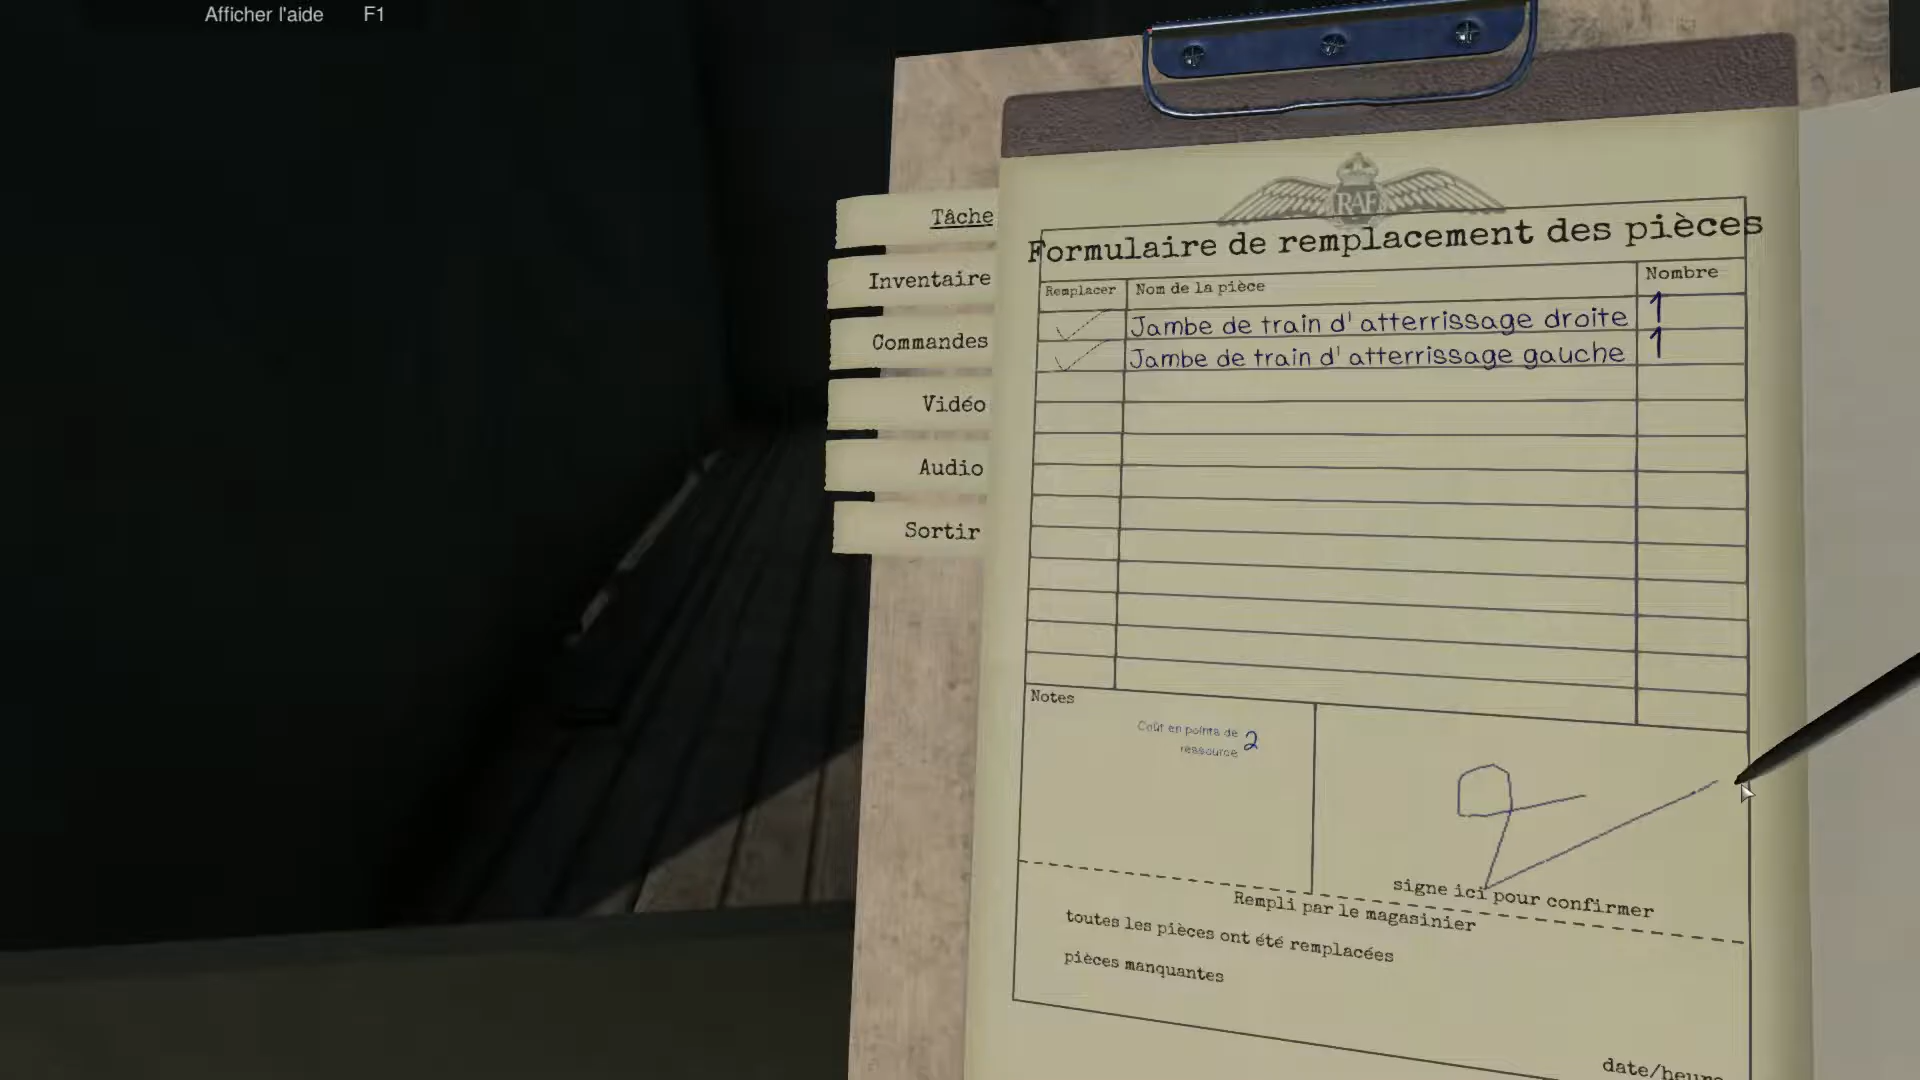 Afficher l'aide F1
RAF
Formulaire de remplacement des pièces
Remplacer Nom de la pièce Nombre
Jambe de train d'atterrissage droite 1
Jambe de train d'atterrissage gauche 1
Tâche
Inventaire
Commandes
Vidéo
Audio
Sortir
Notes
Coût en points de
ressource 2
signe ici pour confirmer
Rempli par le magasinier
toutes les pièces ont été remplacées
pièces manquantes
date/heure